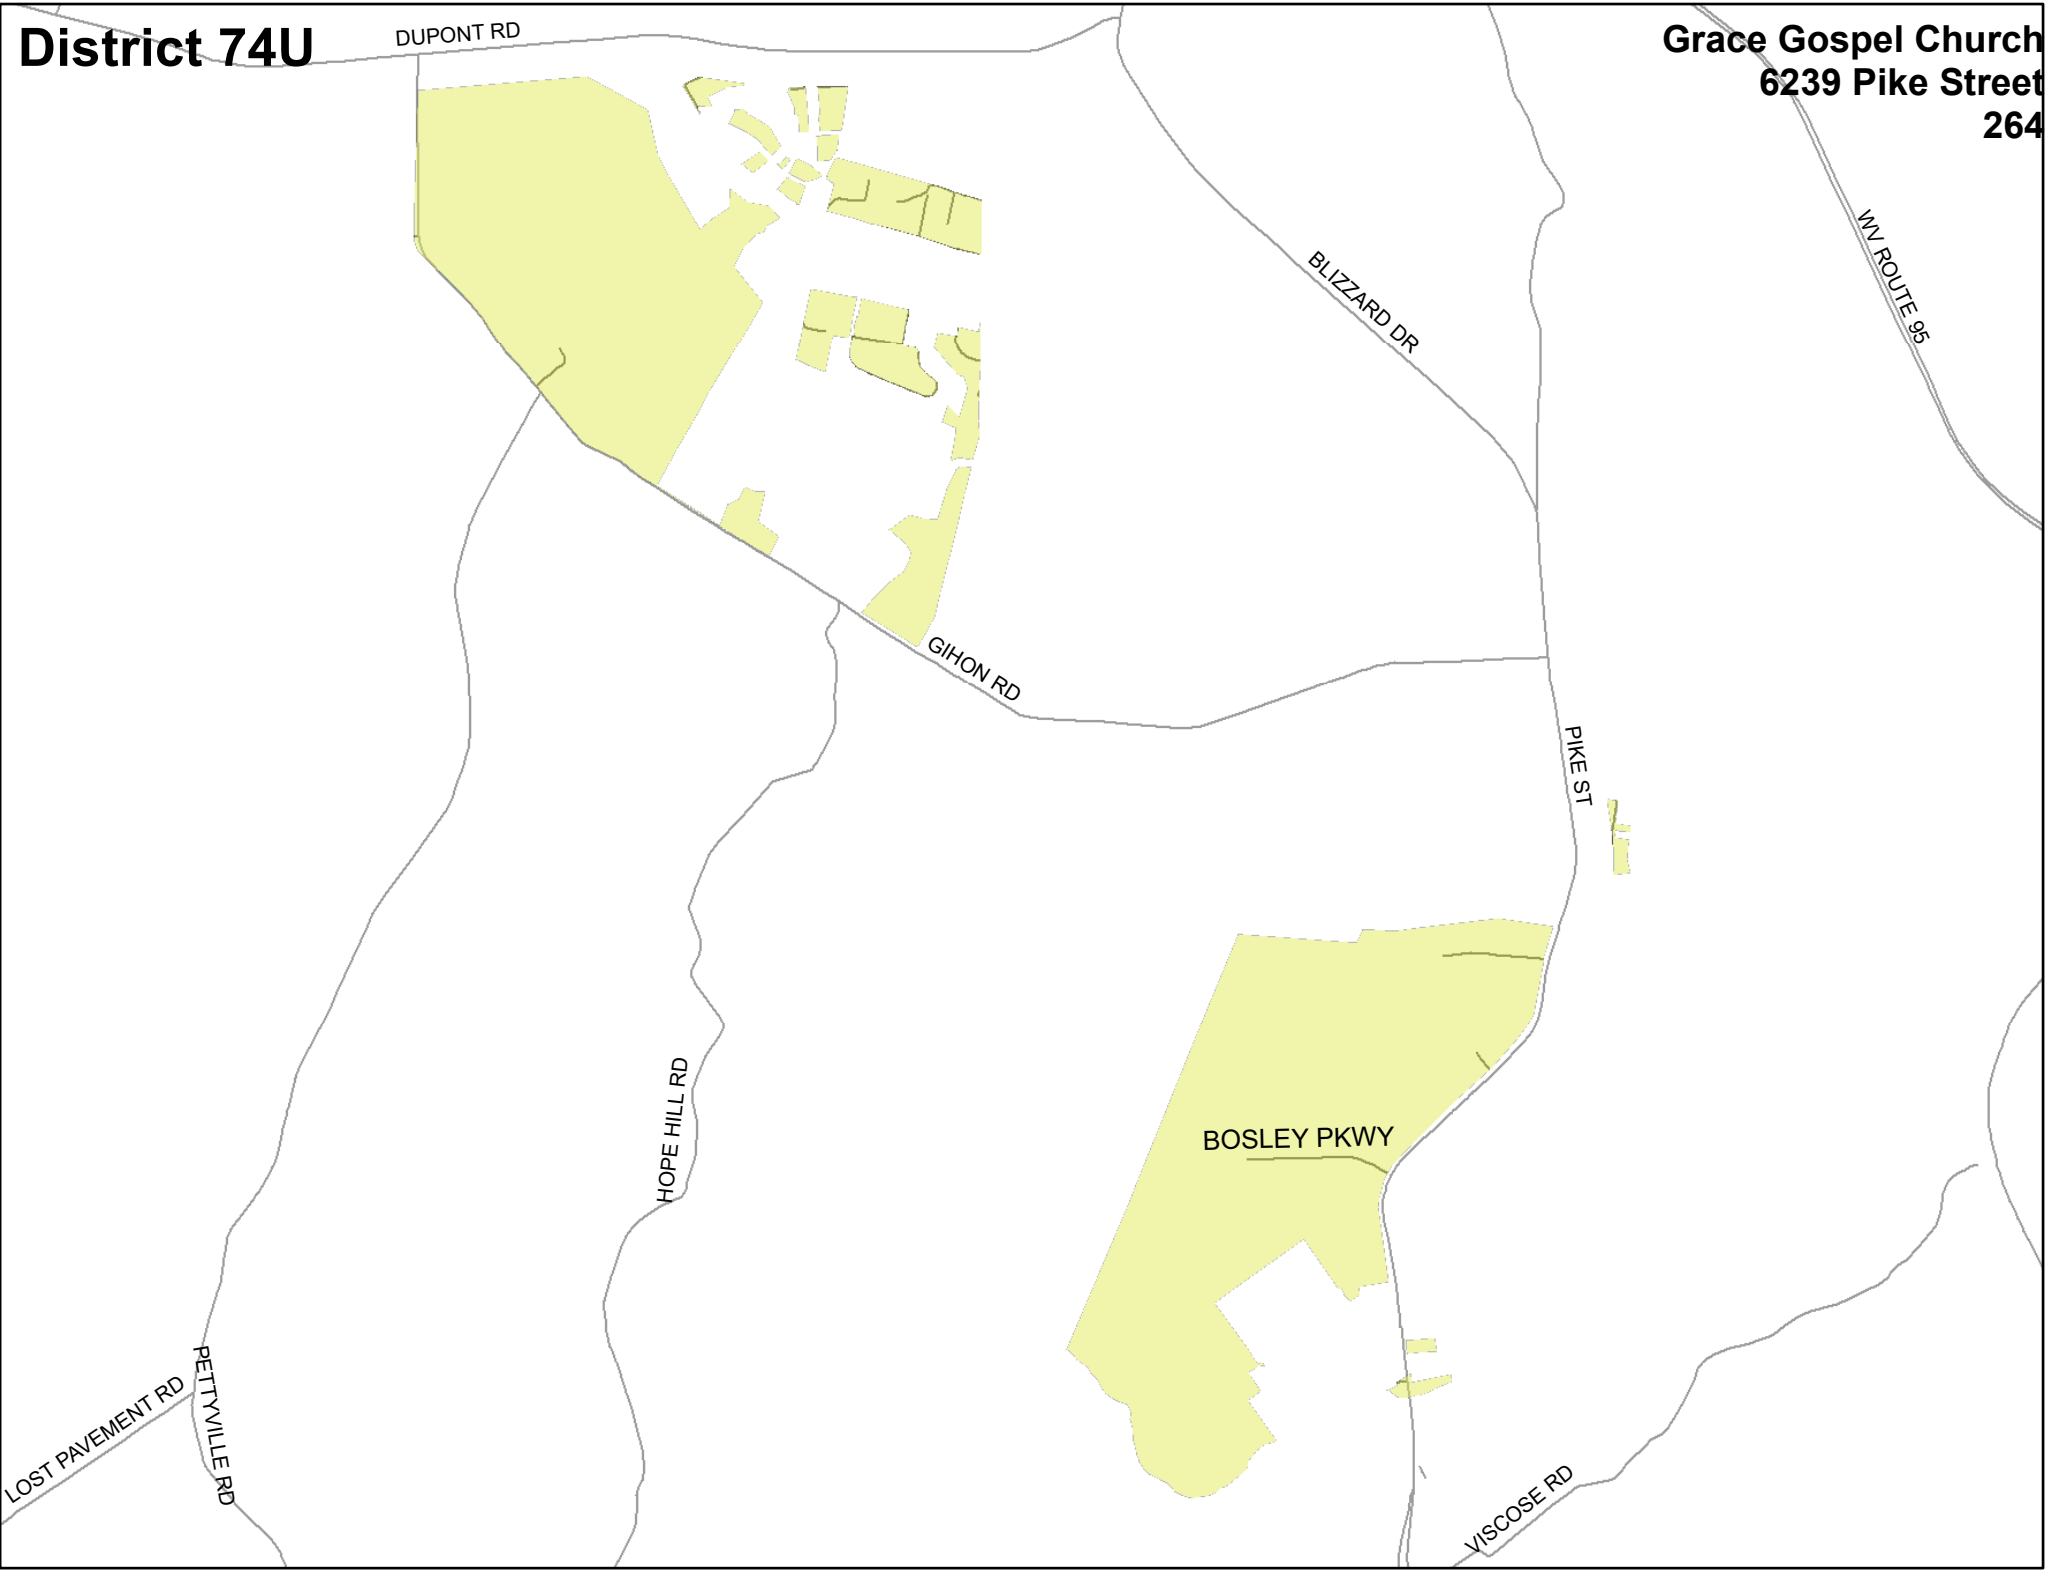 District 74U
Grace Gospel Church
6239 Pike Street
264
DUPONT RD
WV ROUTE 95
BLIZZARD DR
GIHON RD
PIKE ST
HOPE HILL RD
BOSLEY PKWY
LOST PAVEMENT RD
PETTYVILLE RD
VISCOSE RD